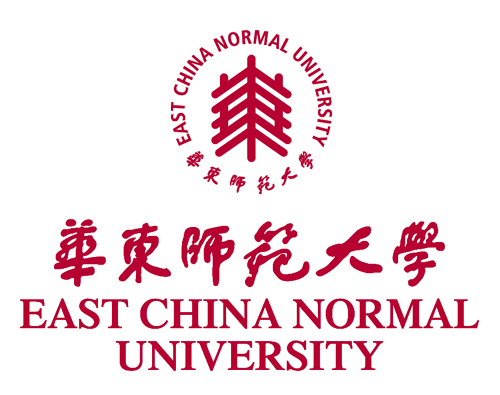 EAST CHINA NORMAL UNIVERSITY
華東師範大學
華東師範大學
EAST CHINA NORMAL
UNIVERSITY